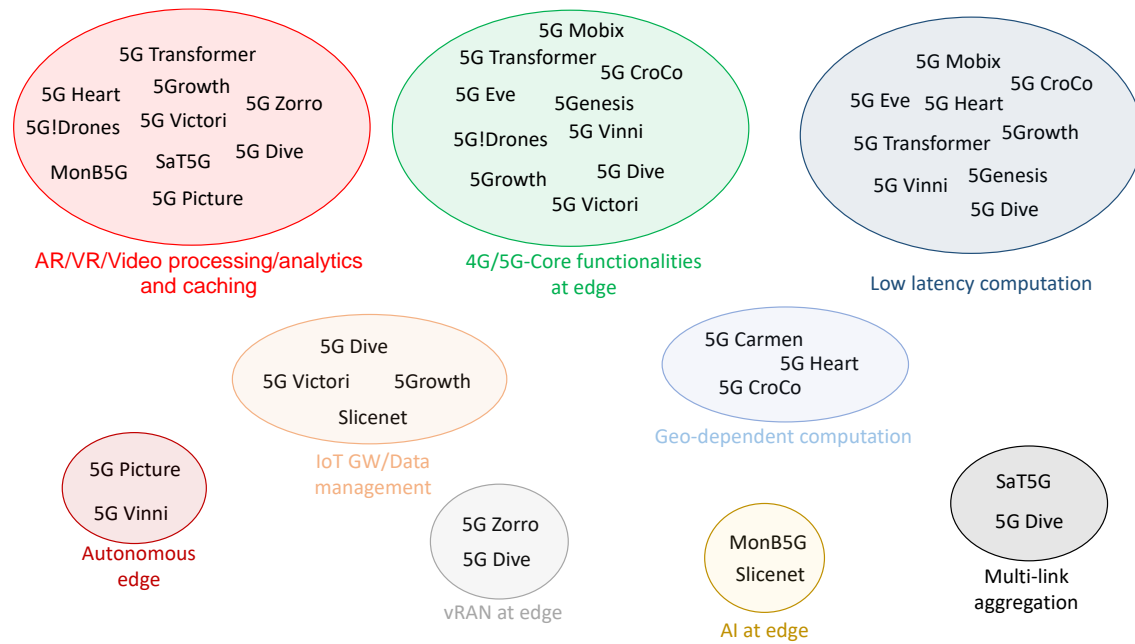 5G Transformer
5G Heart
5Growth
5G Zorro
5G!Drones
5G Victori
MonB5G
SaT5G
5G Dive
5G Picture
AR/VR/Video processing/analytics
and caching
5G Mobix
5G Transformer
5G CroCo
5G Eve
5Genesis
5G!Drones
5G Vinni
5Growth
5G Dive
5G Victori
4G/5G-Core functionalities
at edge
5G Mobix
5G CroCo
5G Eve
5G Heart
5G Transformer
5Growth
5G Vinni
5Genesis
5G Dive
Low latency computation
5G Dive
5G Victori
5Growth
Slicenet
IoT GW/Data
management
5G Carmen
5G Heart
5G CroCo
Geo-dependent computation
5G Picture
5G Vinni
Autonomous
edge
5G Zorro
5G Dive
vRAN at edge
MonB5G
Slicenet
AI at edge
SaT5G
5G Dive
Multi-link
aggregation